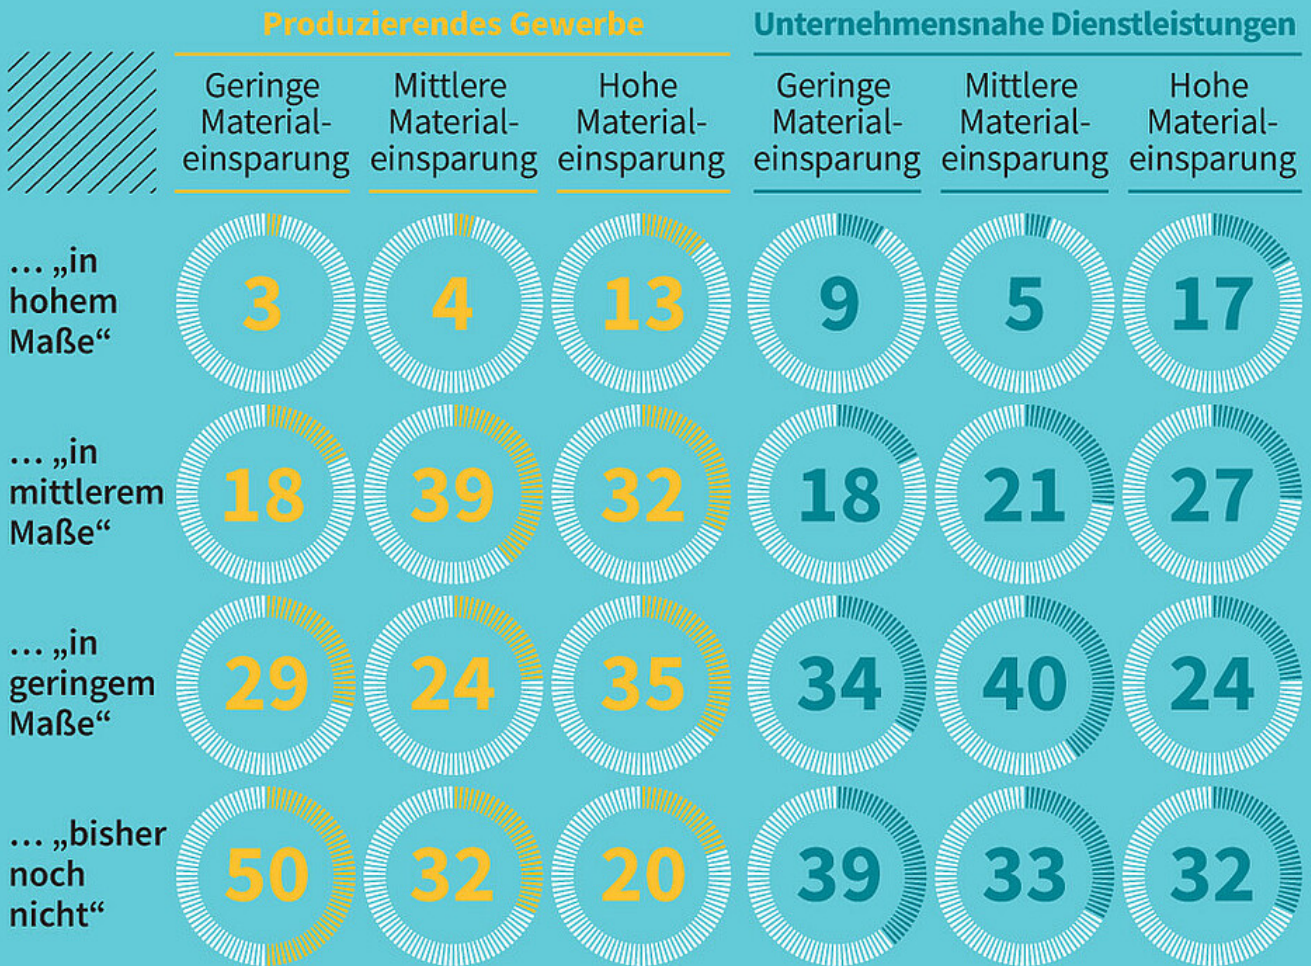 Produzierendes Gewerbe
Unternehmensnahe Dienstleistungen
Geringe
Material-
einsparung
Mittlere
Material-
einsparung
Hohe
Material-
einsparung
Geringe
Material-
einsparung
Mittlere
Material-
einsparung
Hohe
Material-
einsparung
... „in
hohem
Maße“
3
4
13
9
5
17
... „in
mittlerem
Maße“
18
39
32
18
21
27
... „in
geringem
Maße“
29
24
35
34
40
24
... „bisher
noch
nicht“
50
32
20
39
33
32